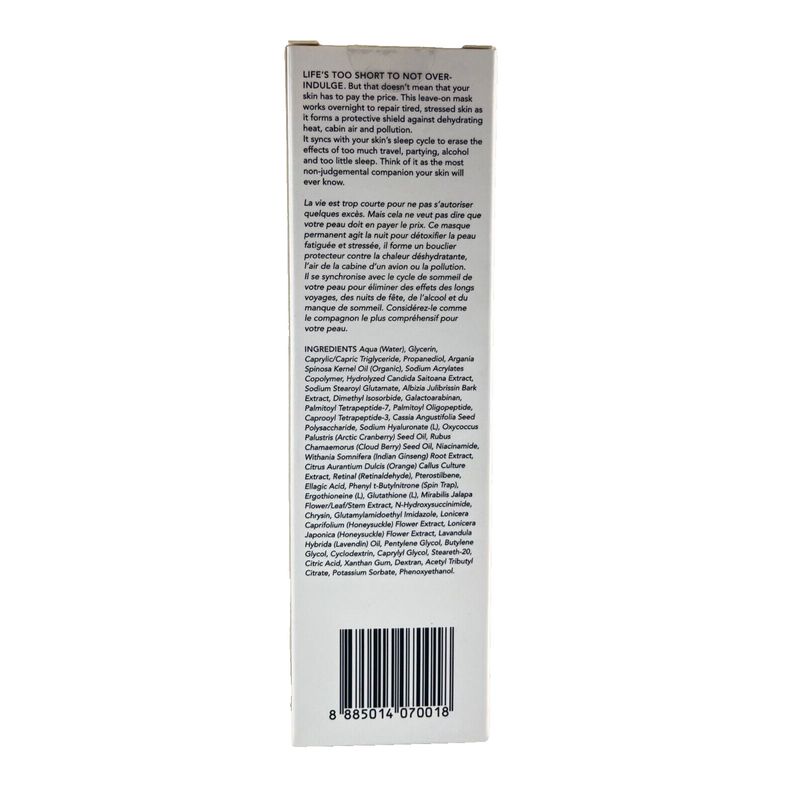 LIFE'S TOO SHORT TO NOT OVER-
INDULGE. But that doesn't mean that your
skin has to pay the price. This leave-on mask
works overnight to repair tired, stressed skin as
it forms a protective shield against dehydrating
heat, cabin air and pollution.
It syncs with your skin's sleep cycle to erase the
effects of too much travel, partying, alcohol
and too little sleep. Think of it as the most
non-judgemental companion your skin will
ever know.
La vie est trop courte pour ne pas s'autoriser
quelques excès. Mais cela ne veut pas dire que
votre peau doit en payer le prix. Ce masque
permanent agit la nuit pour détoxifier la peau
fatiguée et stressée, il forme un bouclier
protecteur contre la chaleur déshydratante,
l'air de la cabine d'un avion ou la pollution.
Il se synchronise avec le cycle de sommeil de
votre peau pour éliminer des effets des longs
voyages, des nuits de fête, de l'alcool et du
manque de sommeil. Considérez-le comme
le compagnon le plus compréhensif pour
votre peau.
INGREDIENTS Aqua (Water), Glycerin,
Caprylic/Capric Triglyceride, Propanediol, Argania
Spinosa Kernel Oil (Organic), Sodium Acrylates
Copolymer, Hydrolyzed Candida Saitoana Extract,
Sodium Stearoyl Glutamate, Albizia Julibrissin Bark
Extract, Dimethyl Isosorbide, Galactoarabinan,
Palmitoyl Tetrapeptide-7, Palmitoyl Oligopeptide,
Caprooyl Tetrapeptide-3, Cassia Angustifolia Seed
Polysaccharide, Sodium Hyaluronate (L), Oxycoccus
Palustris (Arctic Cranberry) Seed Oil, Rubus
Chamaemorus (Cloud Berry) Seed Oil, Niacinamide,
Withania Somnifera (Indian Ginseng) Root Extract,
Citrus Aurantium Dulcis (Orange) Callus Culture
Extract, Retinal (Retinaldehyde), Pterostilbene,
Ellagic Acid, Phenyl t-Butylnitrone (Spin Trap),
Ergothioneine (L), Glutathione (L), Mirabilis Jalapa
Flower/Leaf/Stem Extract, N-Hydroxysuccinimide,
Chrysin, Glutamylamidoethyl Imidazole, Lonicera
Caprifolium (Honeysuckle) Flower Extract, Lonicera
Japonica (Honeysuckle) Flower Extract, Lavandula
Hybrida (Lavendin) Oil, Pentylene Glycol, Butylene
Glycol, Cyclodextrin, Caprylyl Glycol, Steareth-20,
Citric Acid, Xanthan Gum, Dextran, Acetyl Tributyl
Citrate, Potassium Sorbate, Phenoxyethanol.
8 885014 070018